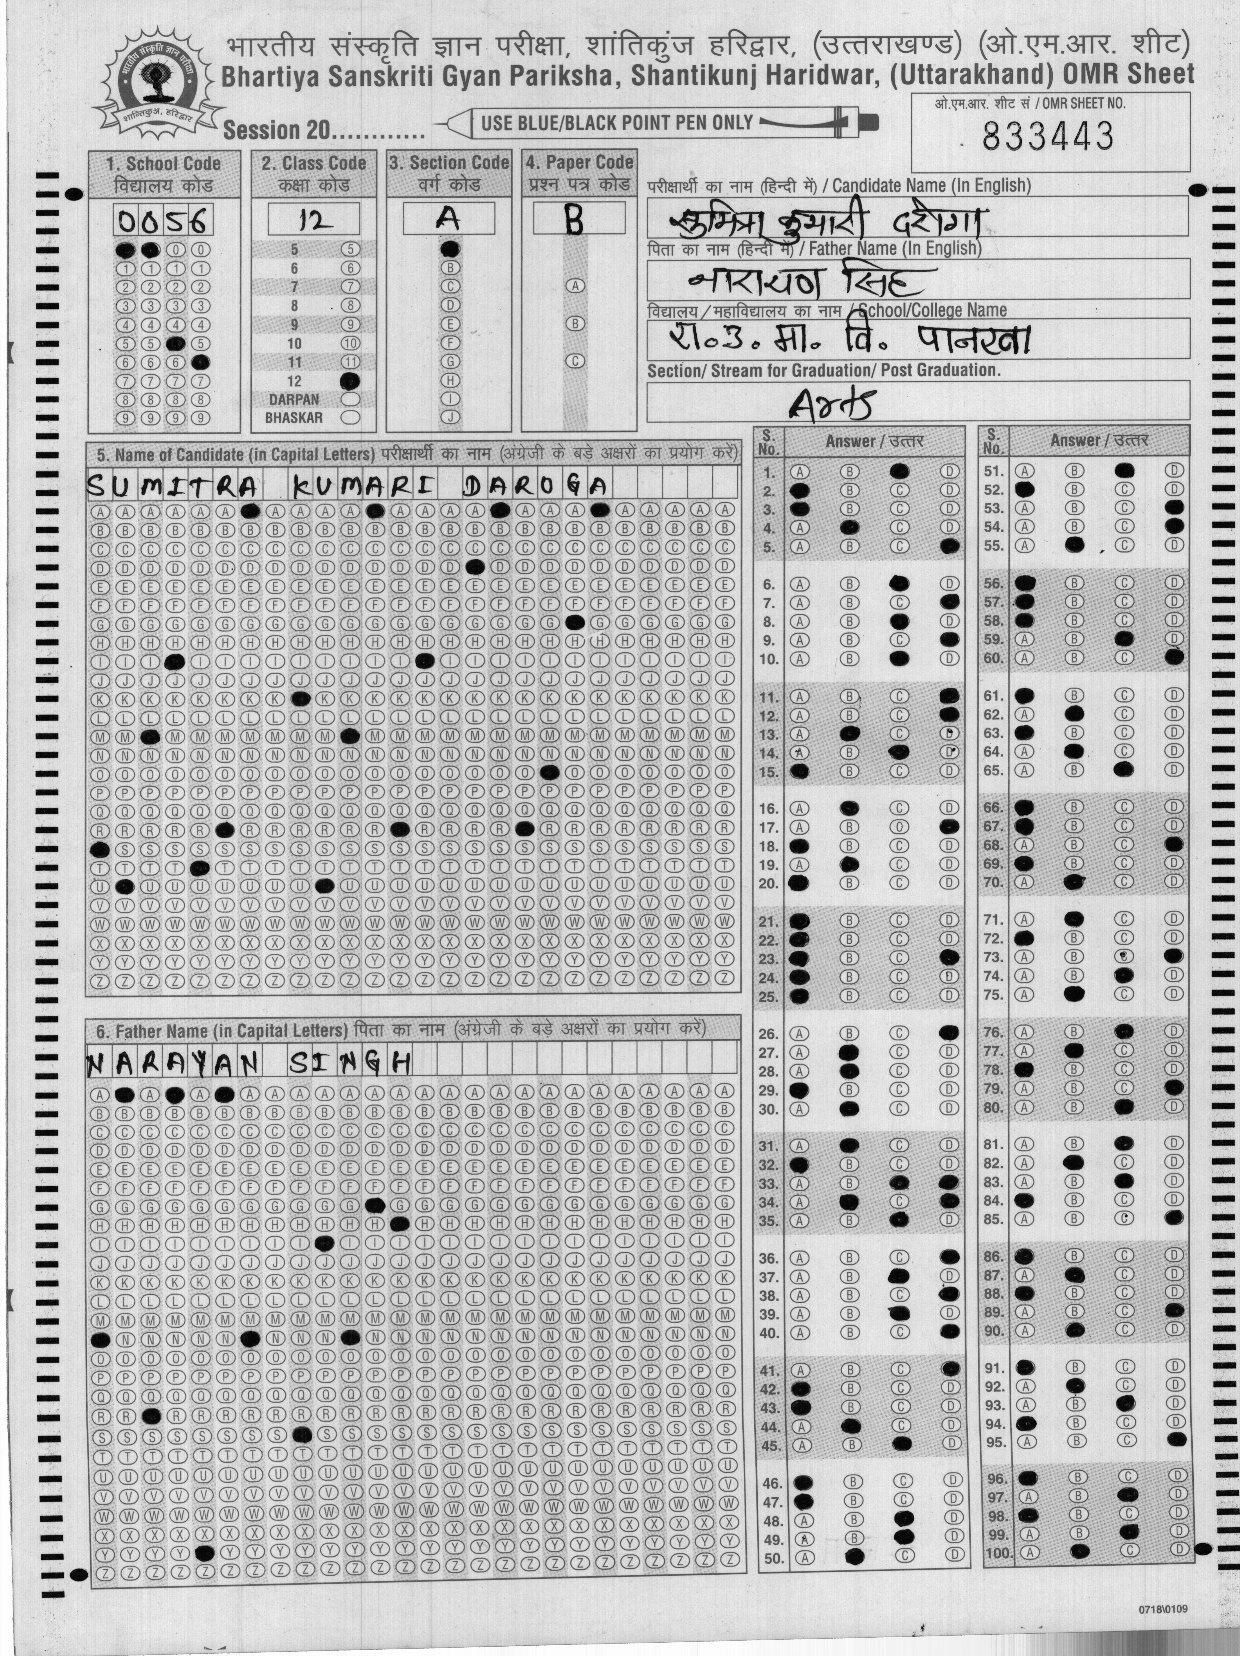 भारतीय संस्कृति ज्ञान परीक्षा, शांतिकुंज हरिद्वार, (उत्तराखण्ड) (ओ.एम.आर. शीट)
Bhartiya Sanskriti Gyan Pariksha, Shantikunj Haridwar, (Uttarakhand) OMR Sheet
Session 20............
USE BLUE/BLACK POINT PEN ONLY
ओ.एम.आर. शीट सं / OMR SHEET NO.
833443
1. School Code
विद्यालय कोड
0056
2. Class Code
कक्षा कोड
12
5
6
7
8
9
10
11
12
DARPAN
BHASKAR
3. Section Code
वर्ग कोड
A
4. Paper Code
प्रश्न पत्र कोड
B
परीक्षार्थी का नाम (हिन्दी में) / Candidate Name (In English)
सुमित्रा कुमारी दरोगा
पिता का नाम (हिन्दी में) / Father Name (In English)
नारायण सिंह
विद्यालय/महाविद्यालय का नाम / School/College Name
रा.उ.मा. वि. पानरवा
Section/ Stream for Graduation/ Post Graduation.
Arts
5. Name of Candidate (in Capital Letters) परीक्षार्थी का नाम (अंग्रेजी के बड़े अक्षरों का प्रयोग करें)
SUMITRA KUMARI DAROGA
6. Father Name (in Capital Letters) पिता का नाम (अंग्रेजी के बड़े अक्षरों का प्रयोग करें)
NARAYAN SINGH
S. No. Answer / उत्तर
S. No. Answer / उत्तर
0718\0109